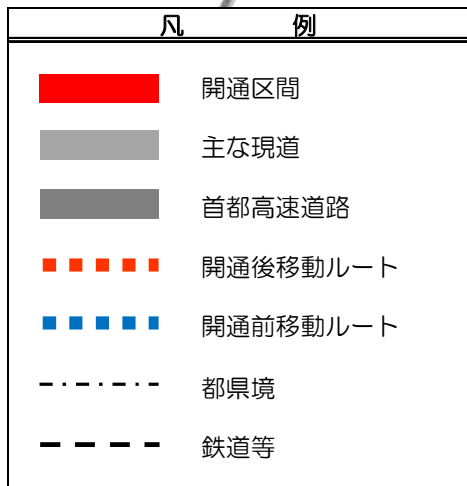 凡 例
開通区間
主な現道
首都高速道路
開通後移動ルート
開通前移動ルート
都県境
鉄道等